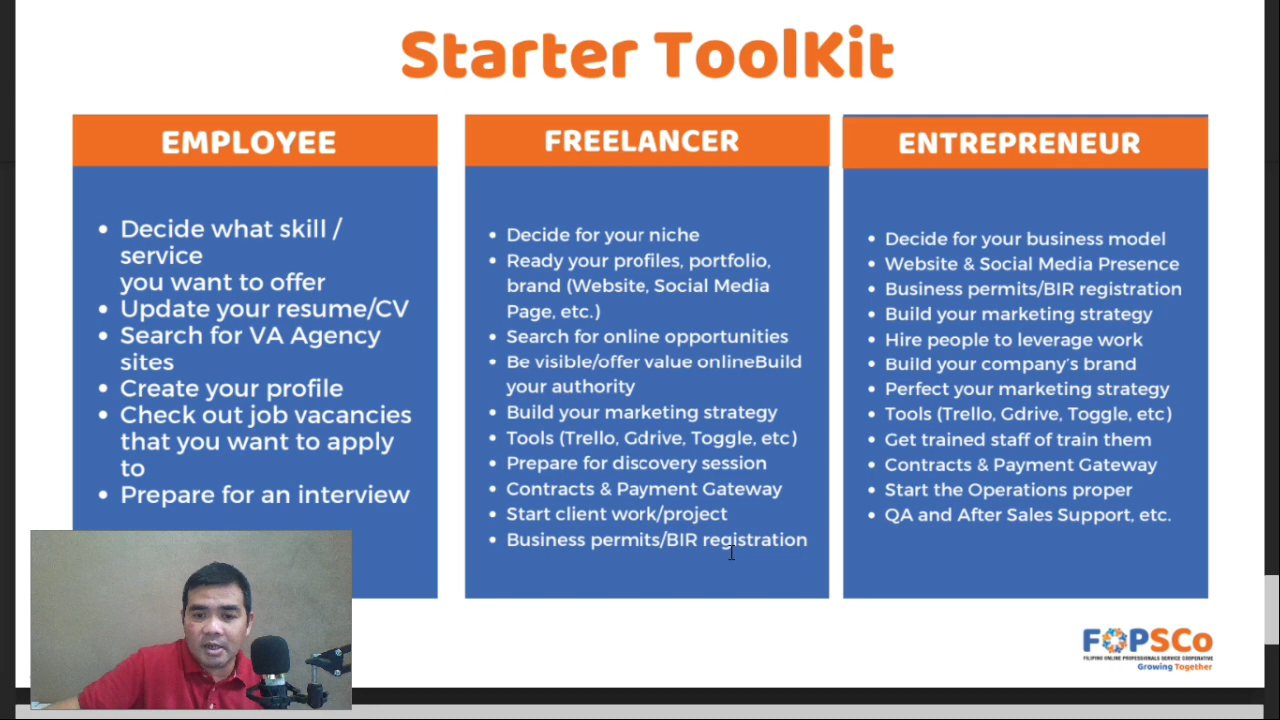 Starter ToolKit
EMPLOYEE
• Decide what skill /
service
you want to offer
• Update your resume/CV
• Search for VA Agency
sites
• Create your profile
• Check out job vacancies
that you want to apply
to
• Prepare for an interview
FREELANCER
• Decide for your niche
• Ready your profiles, portfolio,
brand (Website, Social Media
Page, etc.)
• Search for online opportunities
• Be visible/offer value onlineBuild
your authority
• Build your marketing strategy
• Tools (Trello, Gdrive, Toggle, etc)
• Prepare for discovery session
• Contracts & Payment Gateway
• Start client work/project
• Business permits/BIR registration
ENTREPRENEUR
• Decide for your business model
• Website & Social Media Presence
• Business permits/BIR registration
• Build your marketing strategy
• Hire people to leverage work
• Build your company's brand
• Perfect your marketing strategy
• Tools (Trello, Gdrive, Toggle, etc)
• Get trained staff of train them
• Contracts & Payment Gateway
• Start the Operations proper
• QA and After Sales Support, etc.
FOPSCo
FILIPINO ONLINE PROFESSIONALS SERVICE COOPERATIVE
Growing Together